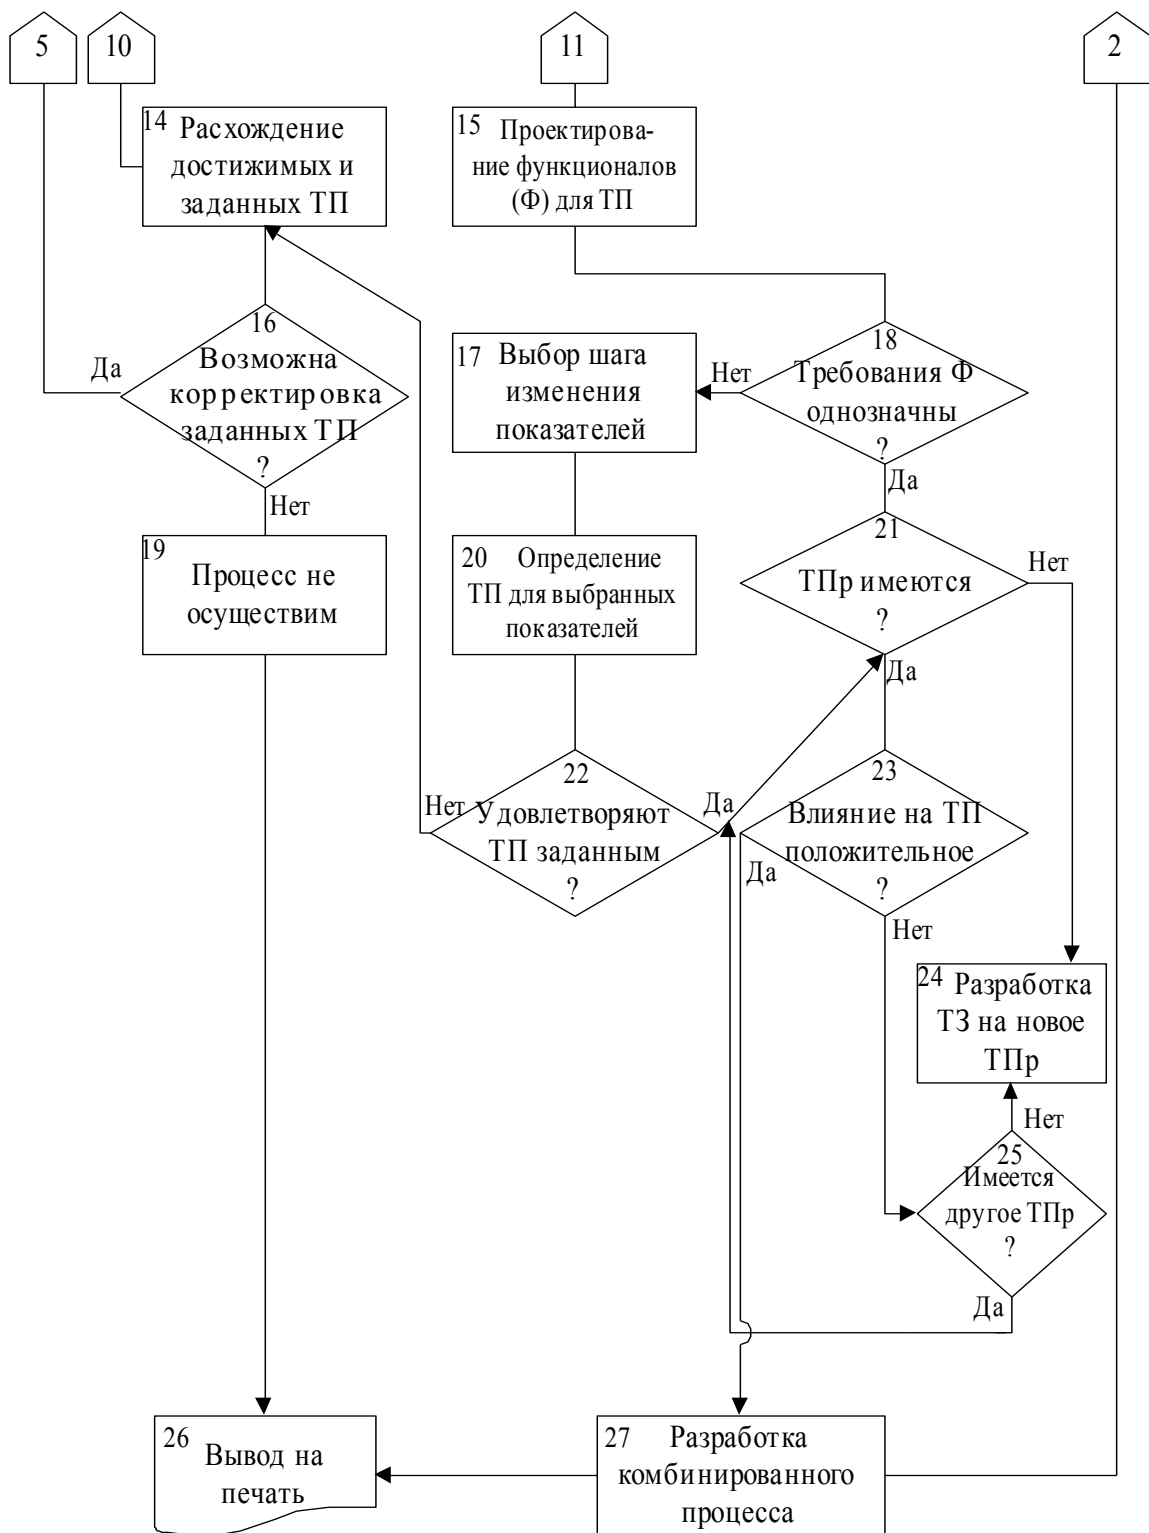 5
10
11
2
14 Расхождение
достижимых и
заданных ТП
15 Проектирова-
ние функционалов
(Ф) для ТП
16
Возможна
корректировка
заданных ТП
?
Да
Нет
17 Выбор шага
изменения
показателей
18
Требования Ф
однозначны
?
Нет
Да
19
Процесс не
осуществим
20 Определение
ТП для выбранных
показателей
21
ТПр имеются
?
Нет
Да
22
Удовлетворяют
ТП заданным
?
Нет
Да
23
Влияние на ТП
положительное
?
Да
Нет
24 Разработка
ТЗ на новое
ТПр
Нет
25
Имеется
другое ТПр
?
Да
26
Вывод на
печать
27 Разработка
комбинированного
процесса